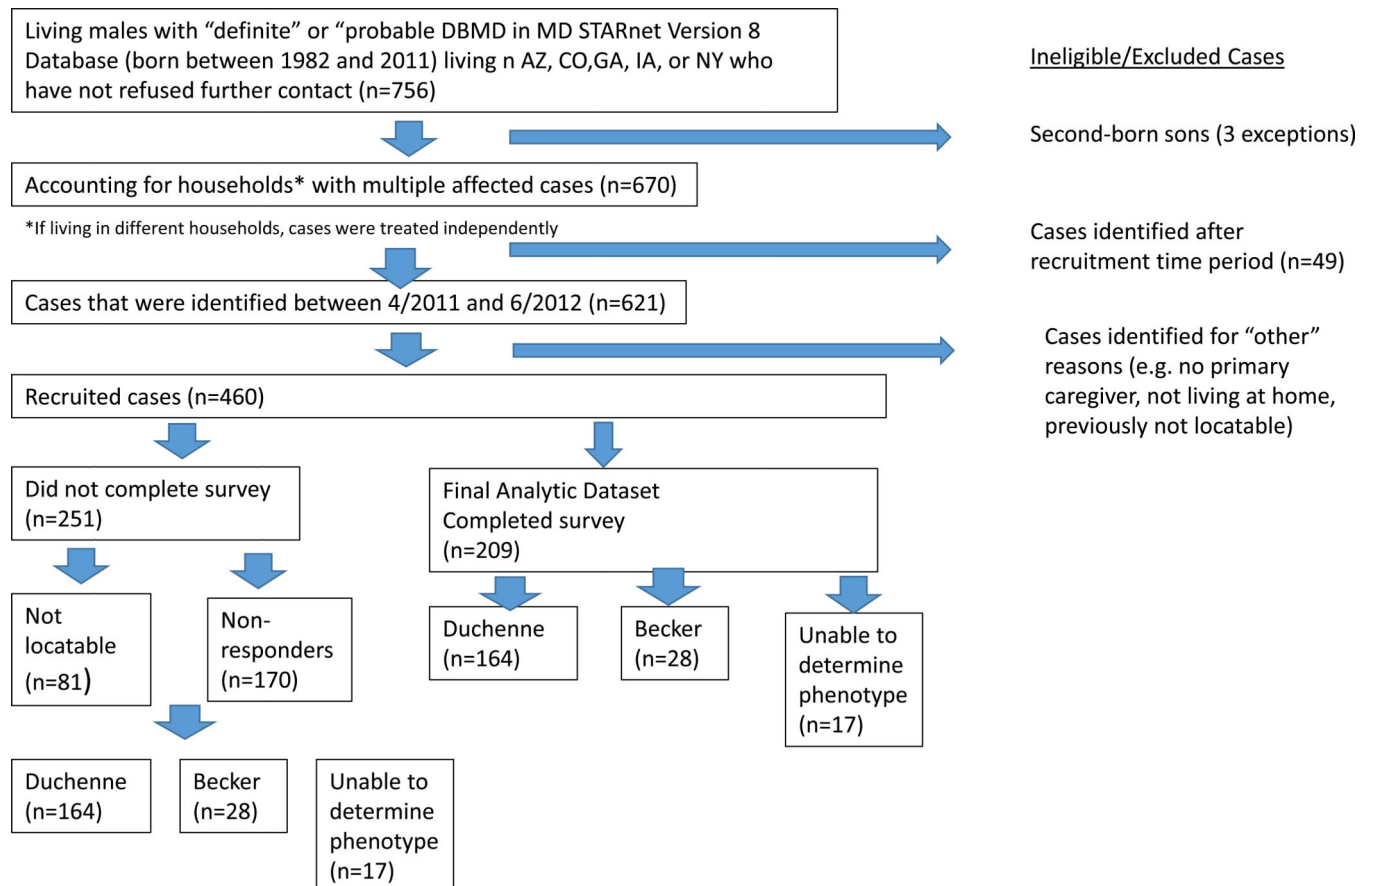 Living males with “definite” or “probable DBMD in MD STARnet Version 8
Database (born between 1982 and 2011) living n AZ, CO,GA, IA, or NY who
have not refused further contact (n=756)
Ineligible/Excluded Cases
Second-born sons (3 exceptions)
Accounting for households* with multiple affected cases (n=670)
*If living in different households, cases were treated independently
Cases identified after
recruitment time period (n=49)
Cases that were identified between 4/2011 and 6/2012 (n=621)
Cases identified for “other”
reasons (e.g. no primary
caregiver, not living at home,
previously not locatable)
Recruited cases (n=460)
Did not complete survey
(n=251)
Final Analytic Dataset
Completed survey
(n=209)
Not
locatable
(n=81)
Non-
responders
(n=170)
Duchenne
(n=164)
Becker
(n=28)
Unable to
determine
phenotype
(n=17)
Duchenne
(n=164)
Becker
(n=28)
Unable to
determine
phenotype
(n=17)